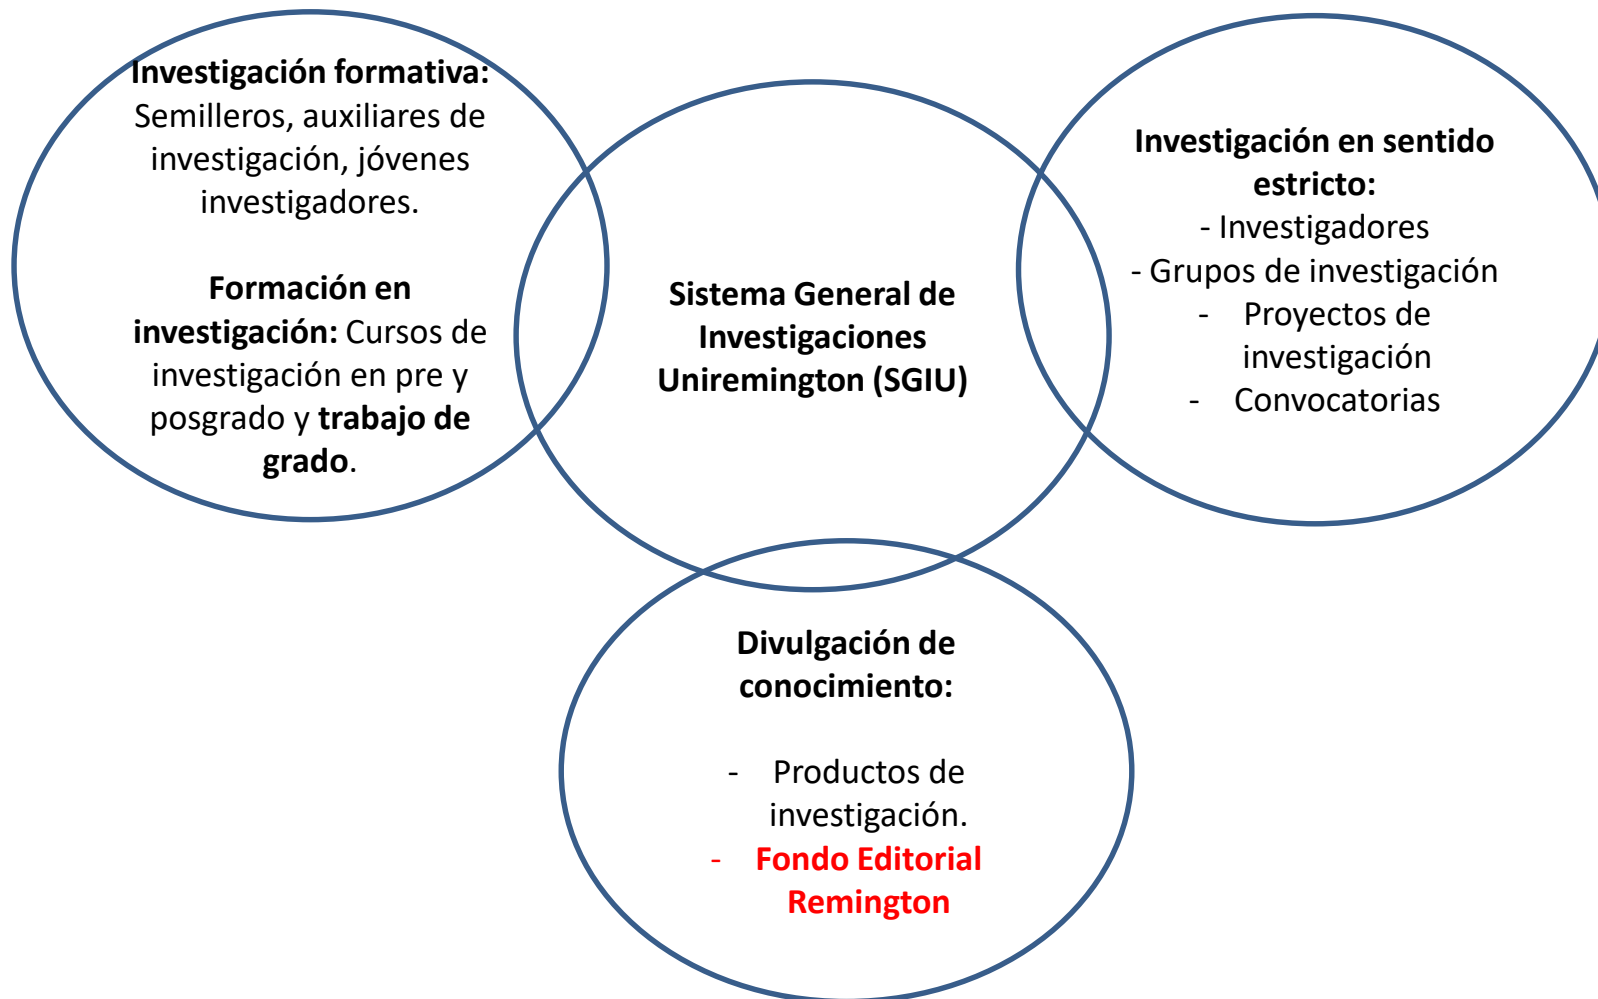 Investigación formativa:
Semilleros, auxiliares de
investigación, jóvenes
investigadores.
Formación en
investigación: Cursos de
investigación en pre y
posgrado y trabajo de
grado.
Sistema General de
Investigaciones
Uniremington (SGIU)
Investigación en sentido
estricto:
- Investigadores
- Grupos de investigación
- Proyectos de
investigación
- Convocatorias
Divulgación de
conocimiento:
- Productos de
investigación.
- Fondo Editorial
Remington